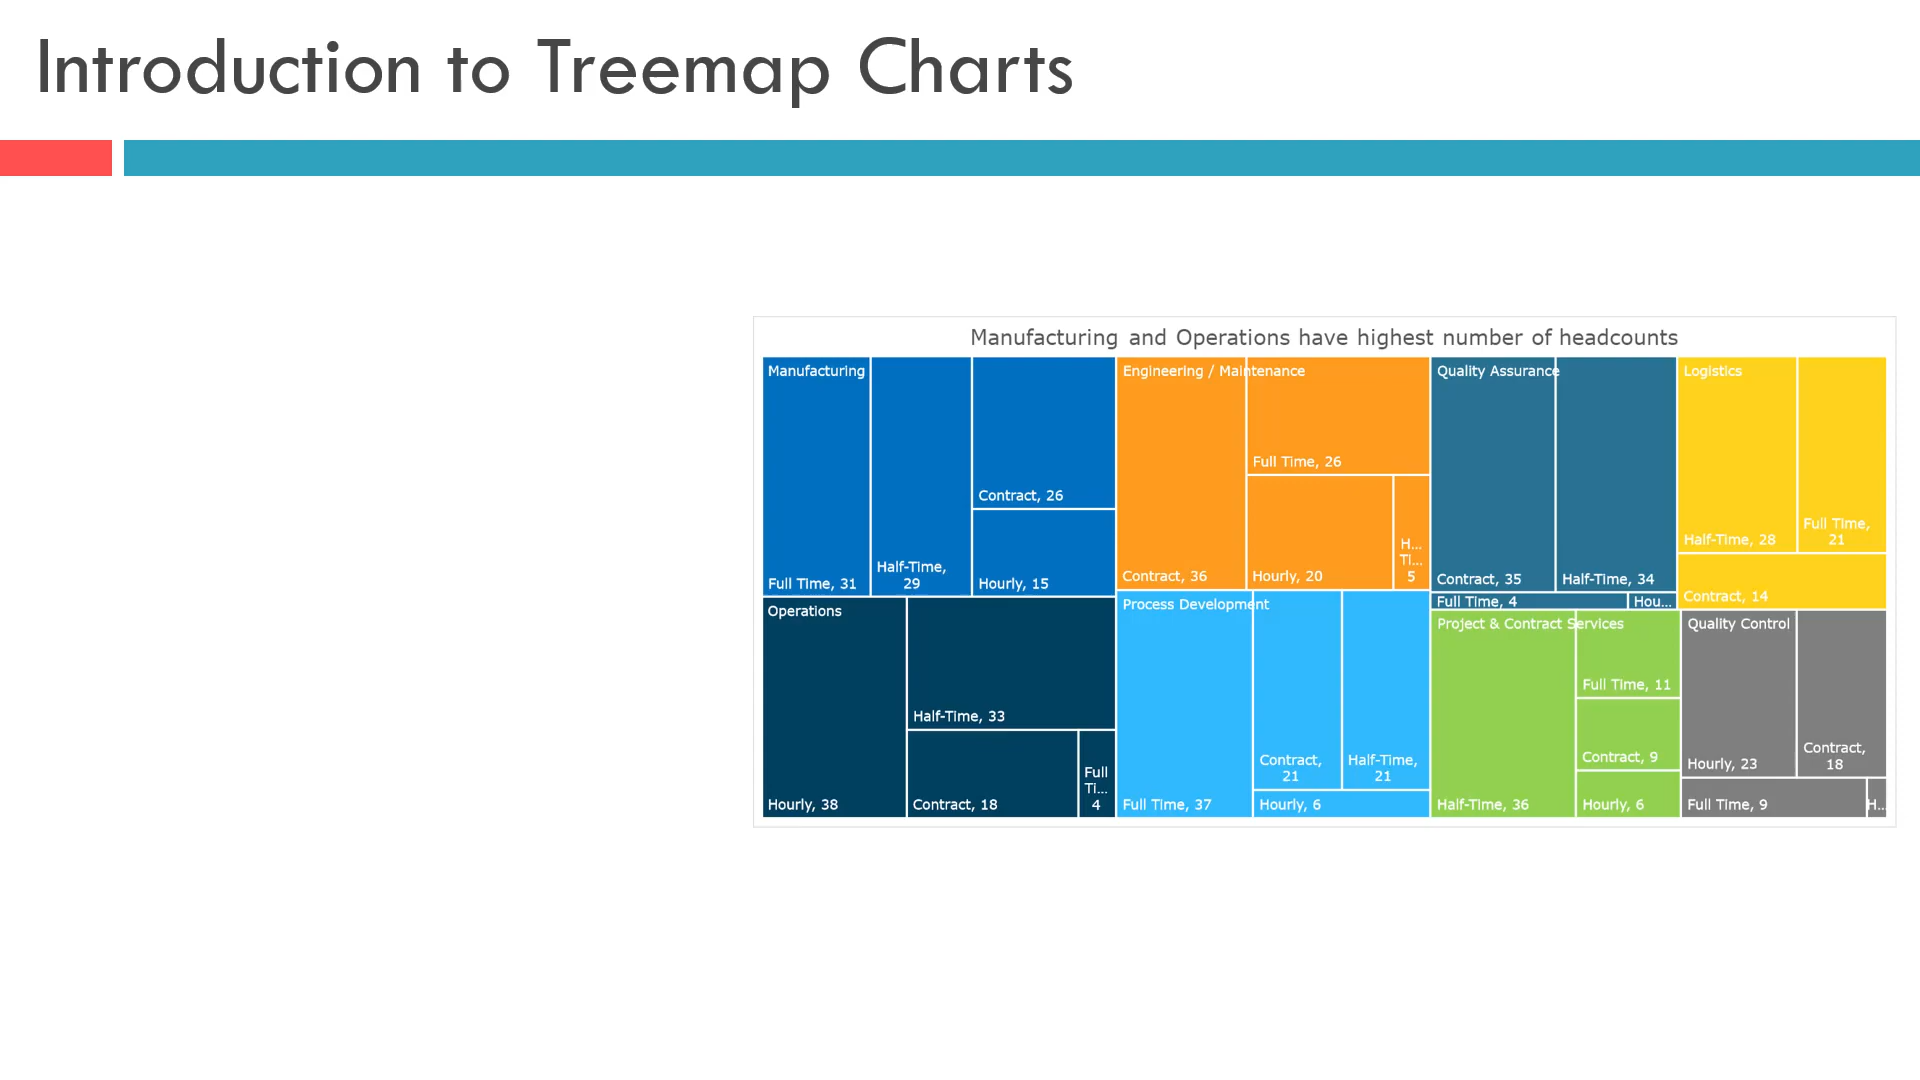 Introduction to Treemap Charts
Manufacturing and Operations have highest number of headcounts
Manufacturing
Full Time, 31
Half-Time,
29
Contract, 26
Hourly, 15
Operations
Hourly, 38
Half-Time, 33
Contract, 18
Full
Ti...
4
Engineering / Maintenance
Contract, 36
Full Time, 26
Hourly, 20
H...
Ti...
5
Process Development
Full Time, 37
Contract,
21
Half-Time,
21
Hourly, 6
Quality Assurance
Contract, 35
Half-Time, 34
Full Time, 4
Hou...
Project & Contract Services
Half-Time, 36
Full Time, 11
Contract, 9
Hourly, 6
Logistics
Half-Time, 28
Full Time,
21
Contract, 14
Quality Control
Hourly, 23
Contract,
18
Full Time, 9
H...